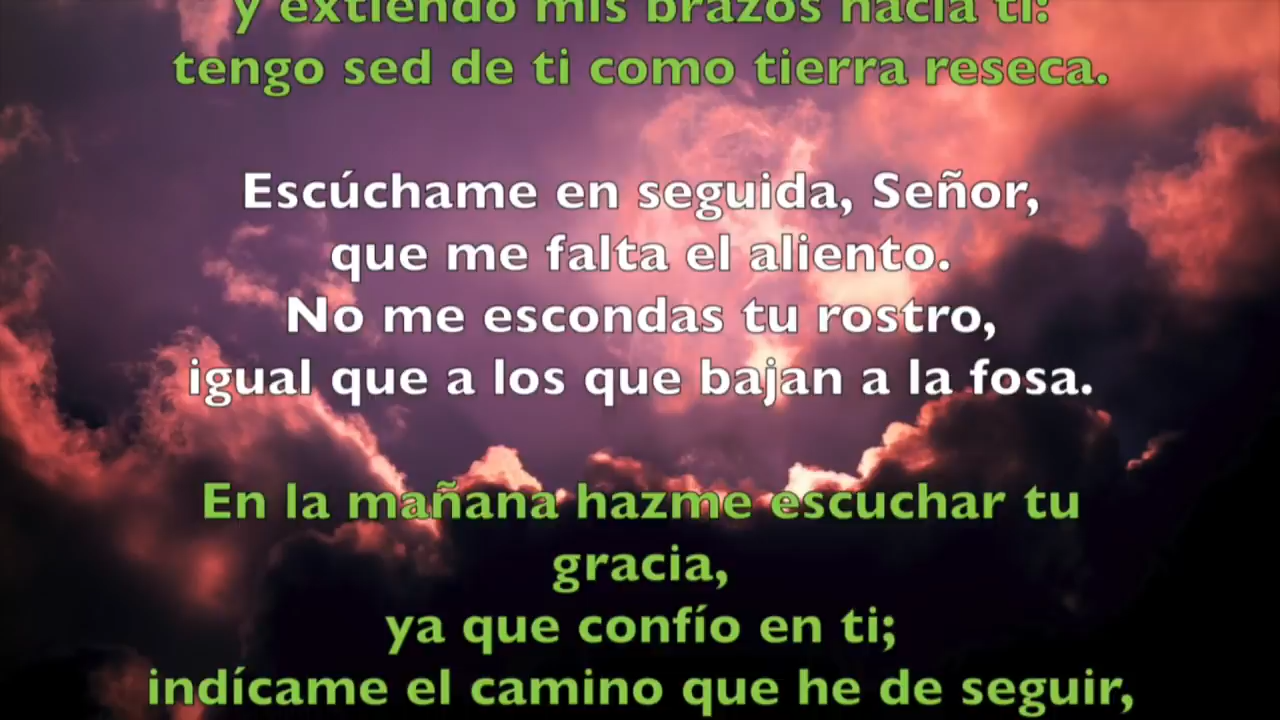 y extiendo mis brazos hacia ti:
tengo sed de ti como tierra reseca.
Escúchame en seguida, Señor,
que me falta el aliento.
No me escondas tu rostro,
igual que a los que bajan a la fosa.
En la mañana hazme escuchar tu
gracia,
ya que confío en ti;
indícame el camino que he de seguir,